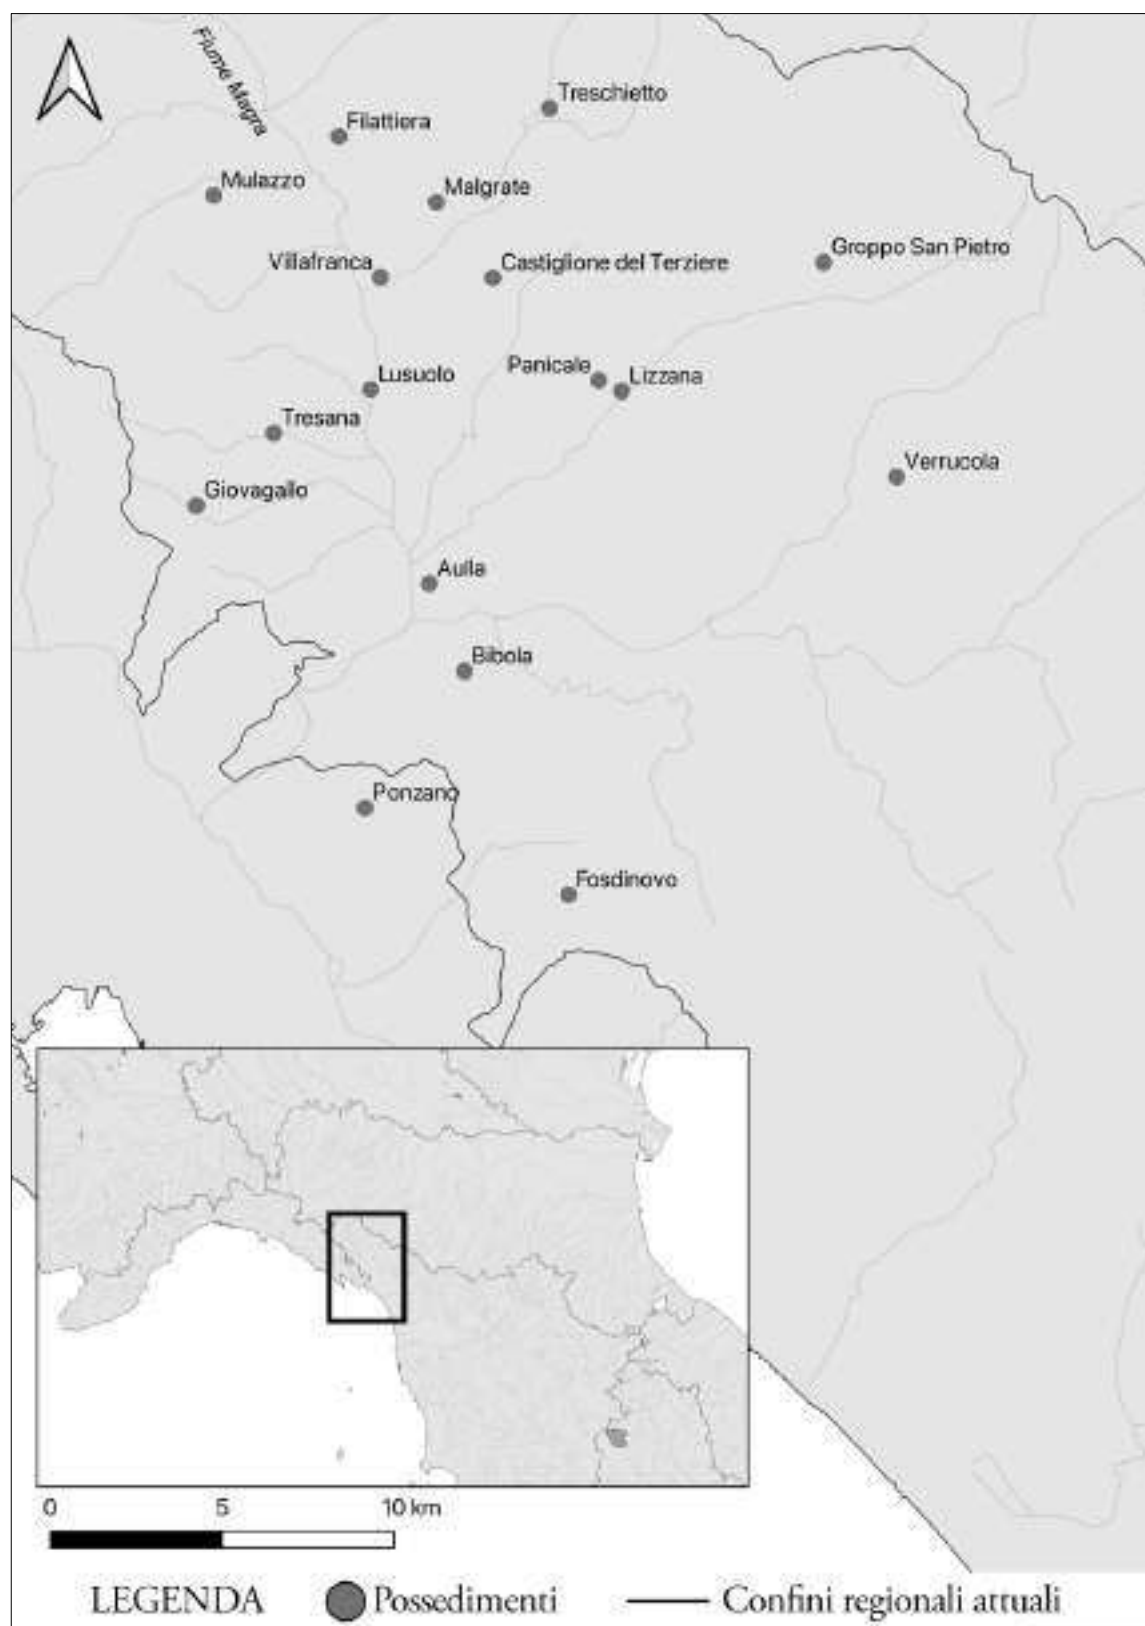 Fiume Magra
Treschietto
Filattiera
Mulazzo
Malgrate
Groppo San Pietro
Villafranca
Castiglione del Terziere
Panicale
Lusuolo
Lizzana
Tresana
Verrucola
Giovagallo
Aulla
Bibola
Ponzano
Fosdinovo
0 5 10 km
LEGENDA Possedimenti Confini regionali attuali